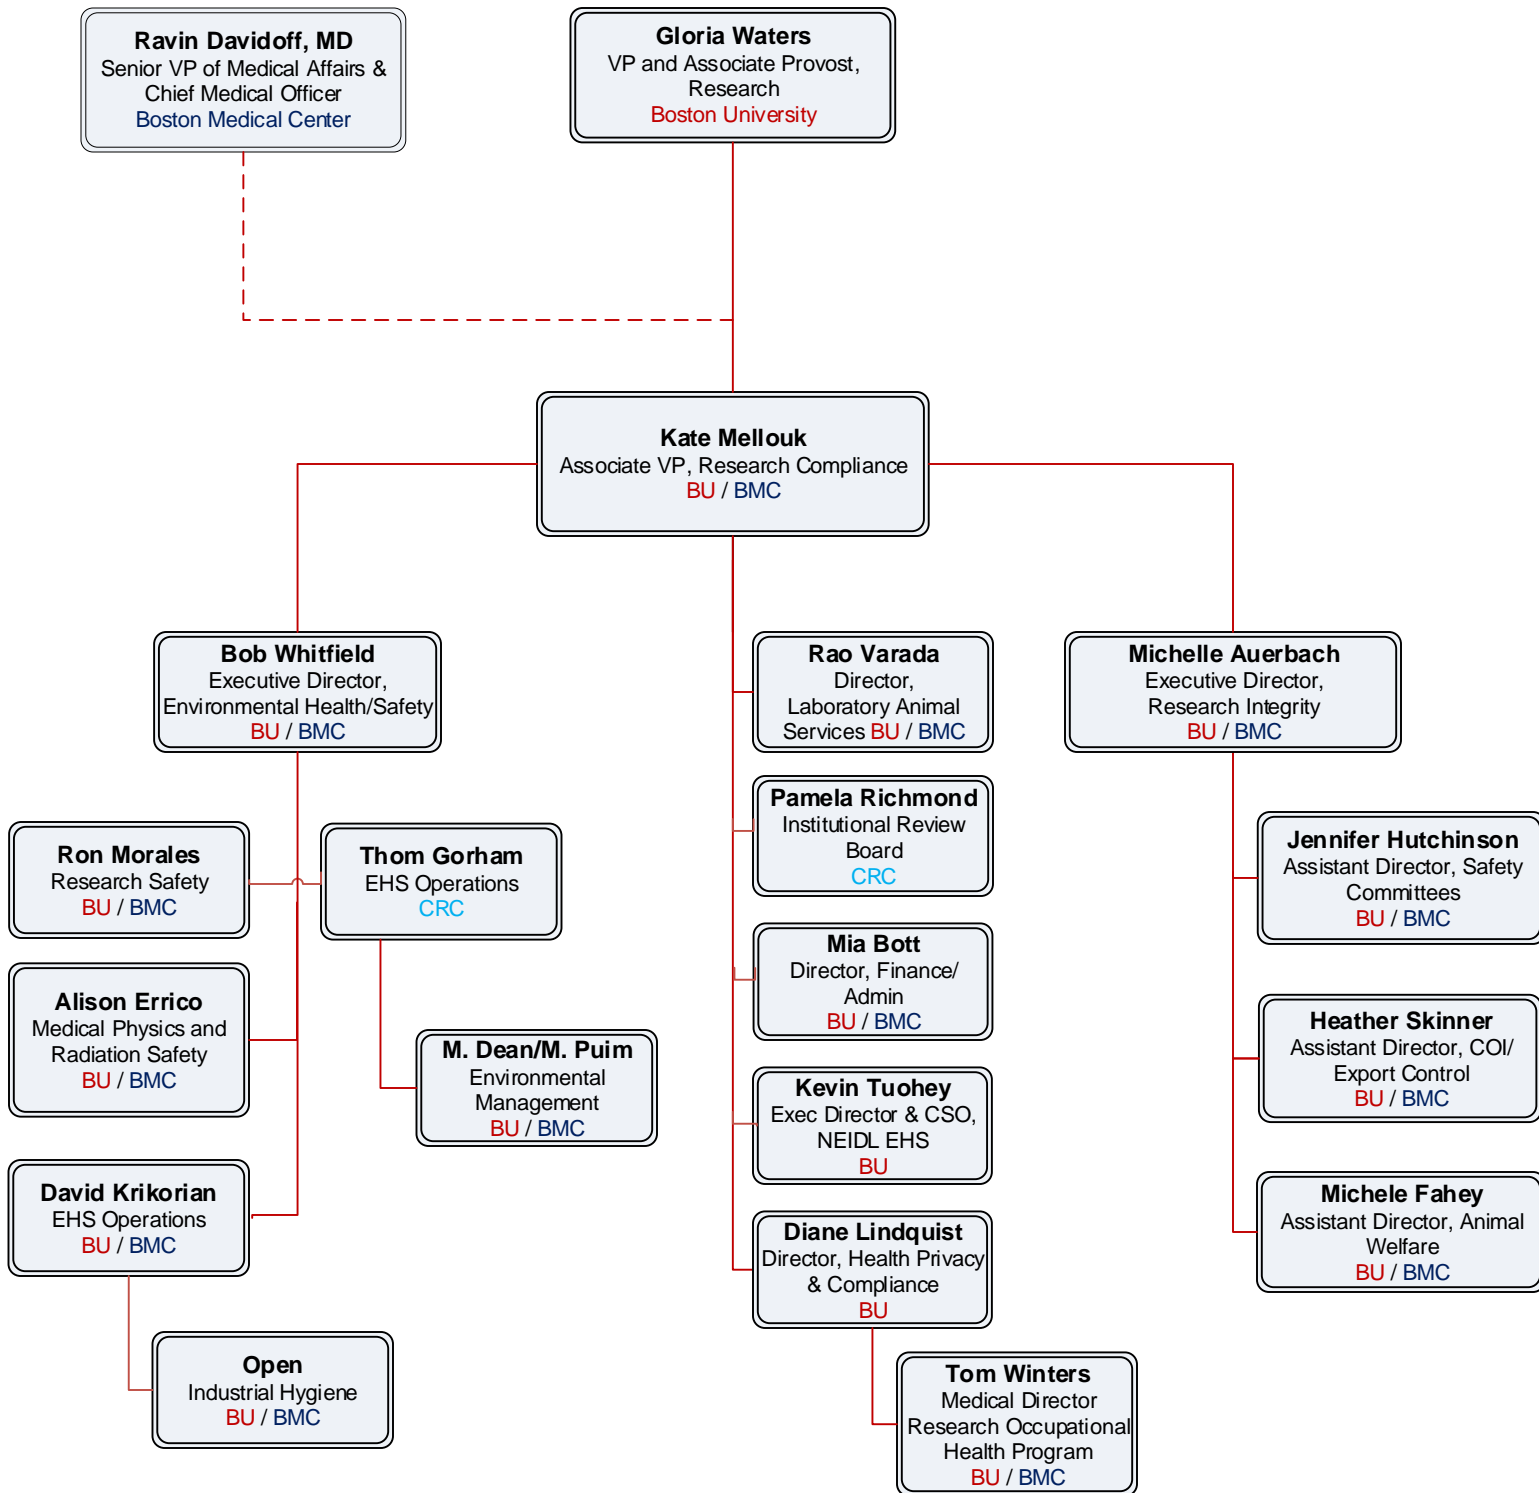 Ravin Davidoff, MD
Senior VP of Medical Affairs &
Chief Medical Officer
Boston Medical Center
Gloria Waters
VP and Associate Provost,
Research
Boston University
Kate Mellouk
Associate VP, Research Compliance
BU / BMC
Bob Whitfield
Executive Director,
Environmental Health/Safety
BU / BMC
Rao Varada
Director,
Laboratory Animal
Services BU / BMC
Michelle Auerbach
Executive Director,
Research Integrity
BU / BMC
Ron Morales
Research Safety
BU / BMC
Thom Gorham
EHS Operations
CRC
Pamela Richmond
Institutional Review
Board
CRC
Jennifer Hutchinson
Assistant Director, Safety
Committees
BU / BMC
Alison Errico
Medical Physics and
Radiation Safety
BU / BMC
M. Dean/M. Puim
Environmental
Management
BU / BMC
Mia Bott
Director, Finance/
Admin
BU / BMC
Heather Skinner
Assistant Director, COI/
Export Control
BU / BMC
Kevin Tuohey
Exec Director & CSO,
NEIDL EHS
BU
David Krikorian
EHS Operations
BU / BMC
Diane Lindquist
Director, Health Privacy
& Compliance
BU
Michele Fahey
Assistant Director, Animal
Welfare
BU / BMC
Open
Industrial Hygiene
BU / BMC
Tom Winters
Medical Director
Research Occupational
Health Program
BU / BMC